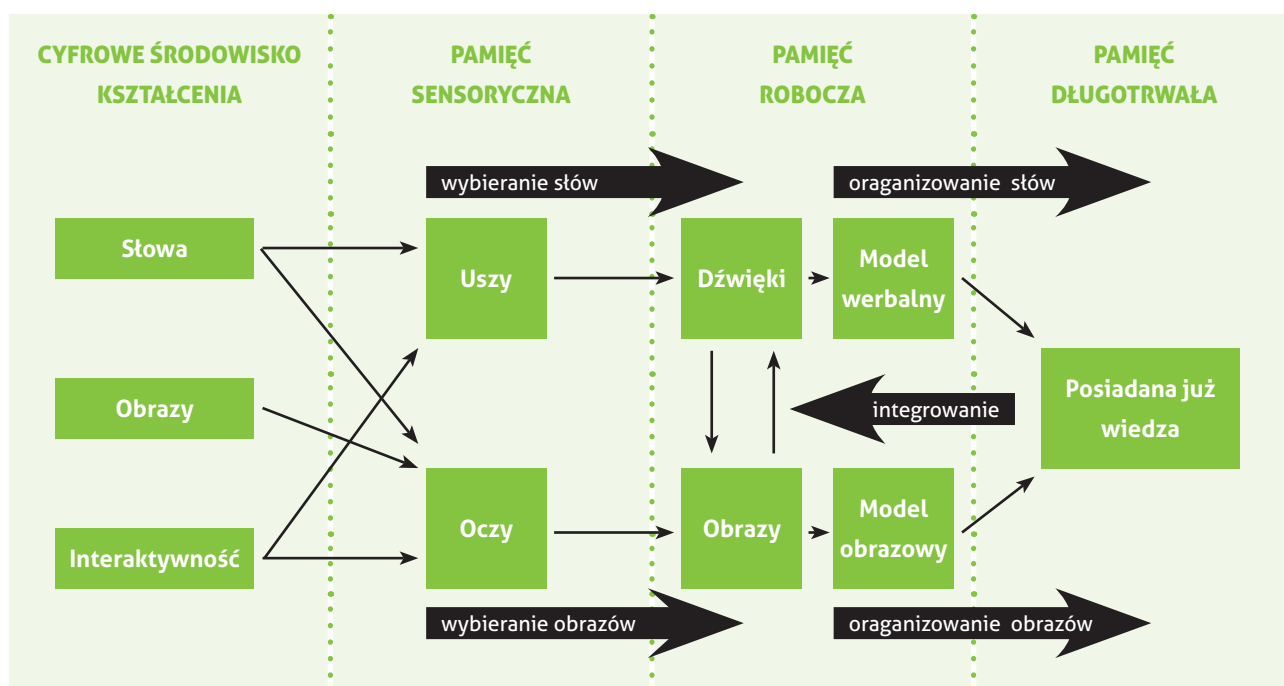 CYFROWE ŚRODOWISKO
KSZTAŁCENIA
PAMIĘĆ
SENSORYCZNA
PAMIĘĆ
ROBOCZA
PAMIĘĆ
DŁUGOTRWAŁA
wybieranie słów
oraganizowanie słów
Słowa
Uszy
Dźwięki
Model
werbalny
Obrazy
integrowanie
Posiadana już
wiedza
Interaktywność
Oczy
Obrazy
Model
obrazowy
wybieranie obrazów
oraganizowanie obrazów